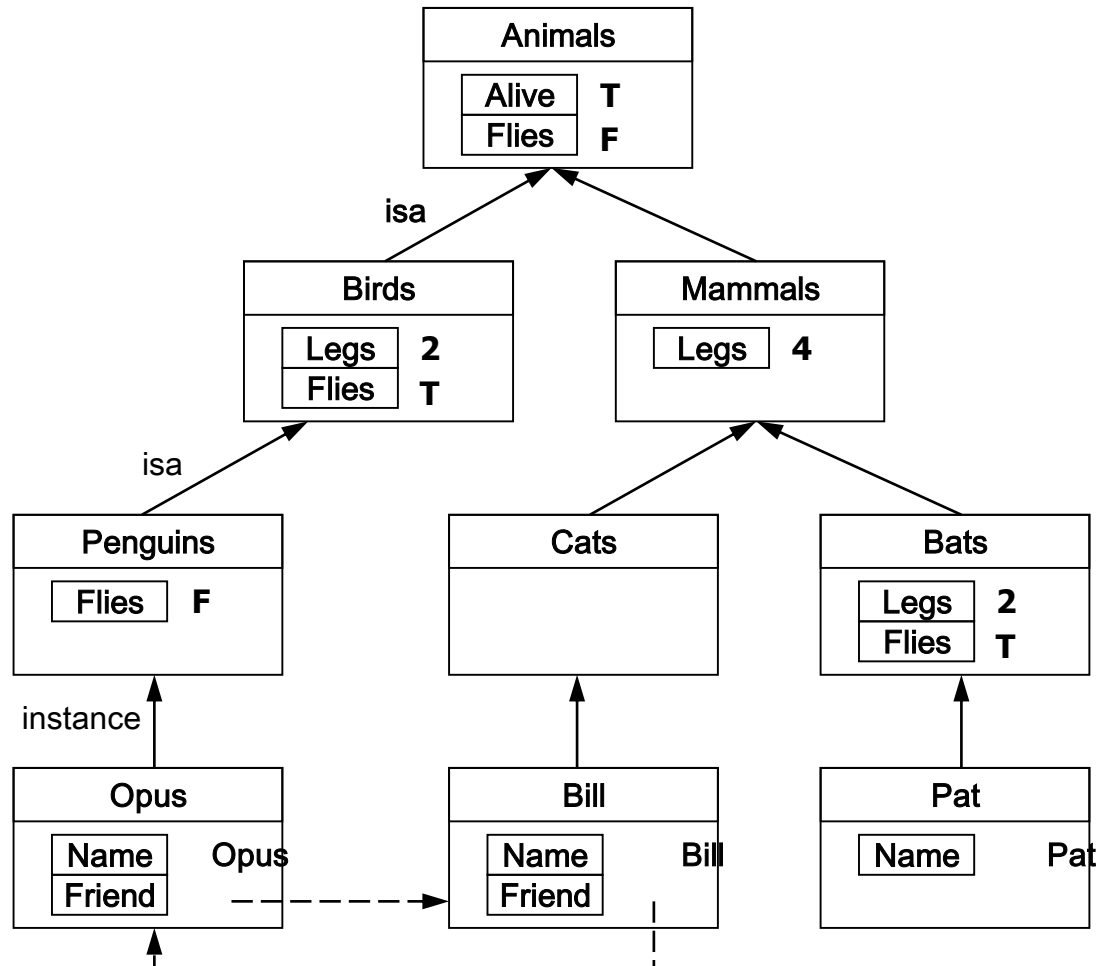 Animals
Alive T
Flies F
isa
Birds
Legs 2
Flies T
Mammals
Legs 4
isa
Penguins
Flies F
Cats
Bats
Legs 2
Flies T
instance
Opus
Name Opus
Friend
Bill
Name Bill
Friend
Pat
Name Pat